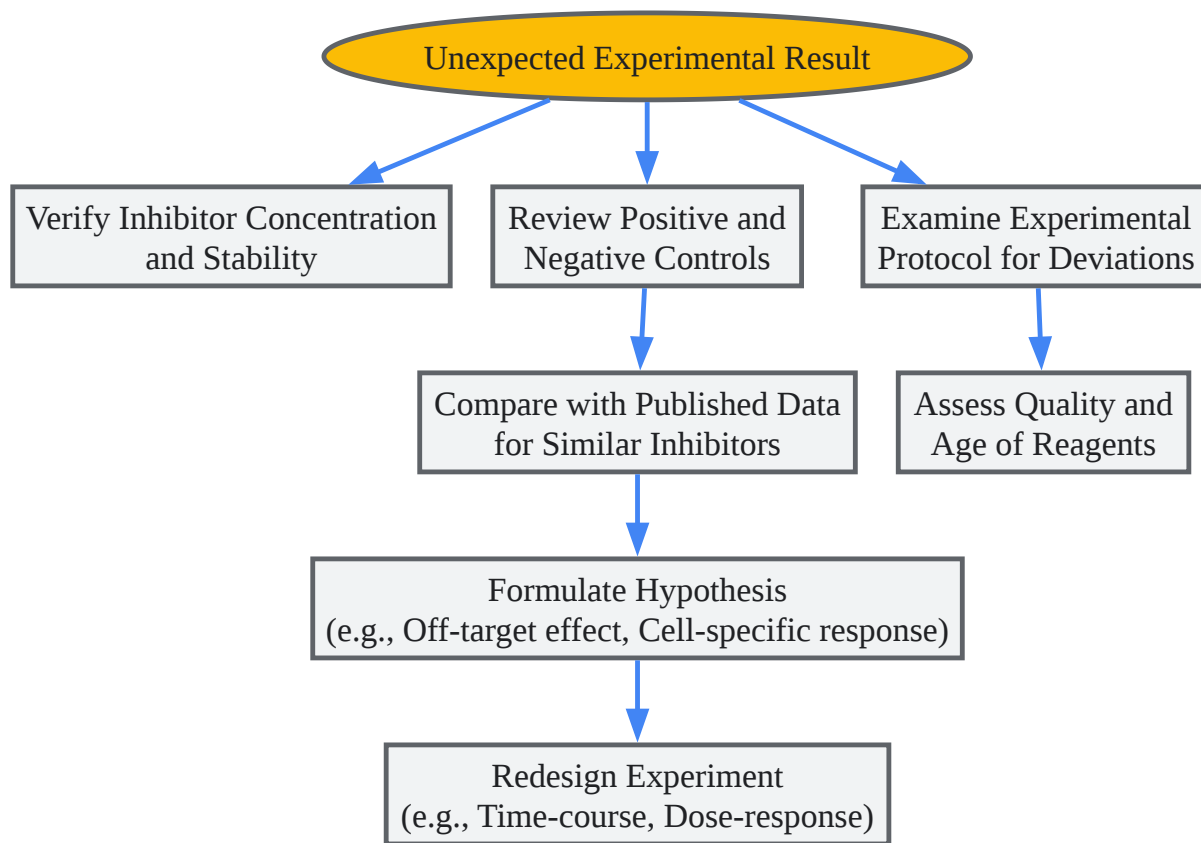 Unexpected Experimental Result
Verify Inhibitor Concentration
and Stability
Review Positive and
Negative Controls
Examine Experimental
Protocol for Deviations
Compare with Published Data
for Similar Inhibitors
Assess Quality and
Age of Reagents
Formulate Hypothesis
(e.g., Off-target effect, Cell-specific response)
Redesign Experiment
(e.g., Time-course, Dose-response)